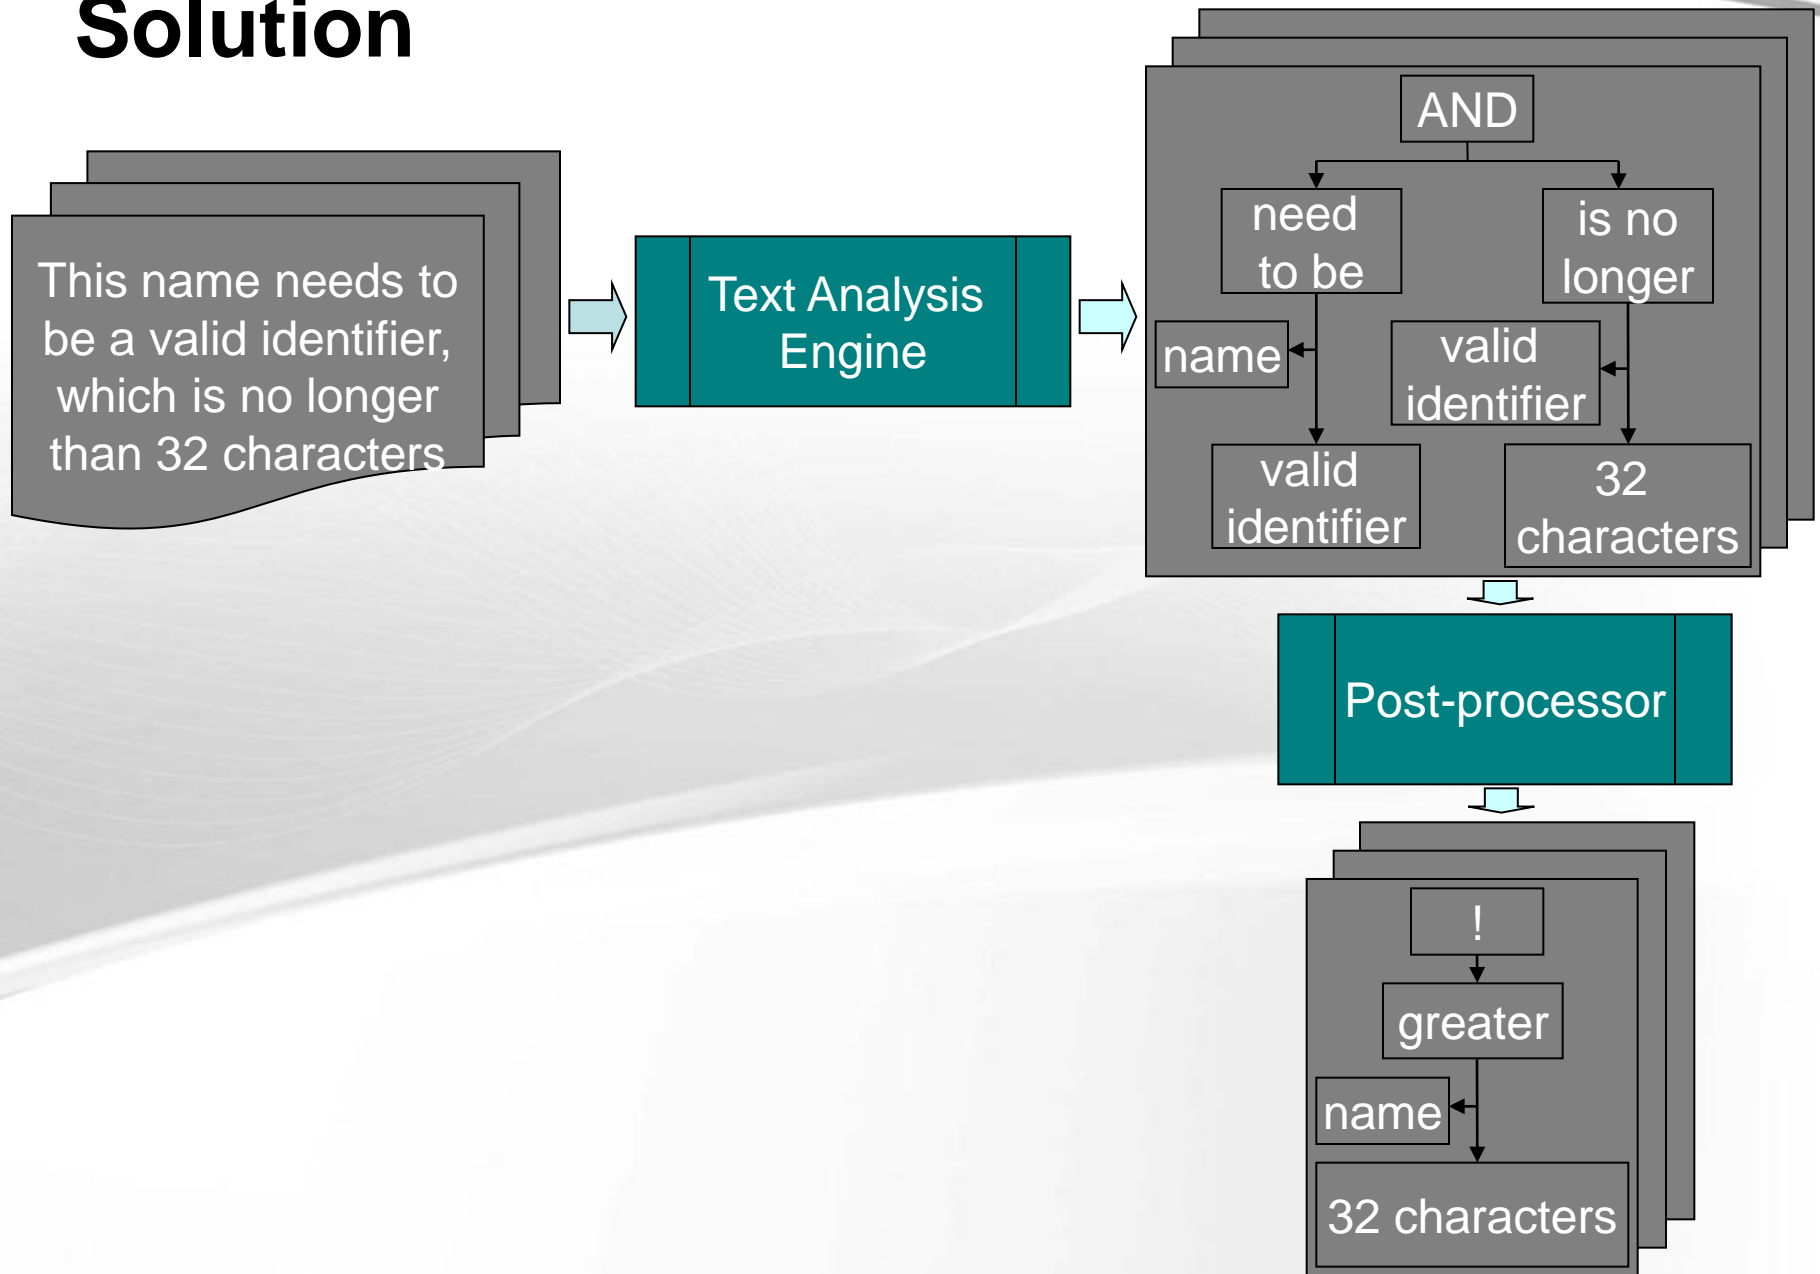 Solution
This name needs to
be a valid identifier,
which is no longer
than 32 characters
Text Analysis
Engine
AND
need
to be
is no
longer
name
valid
identifier
valid
identifier
32
characters
Post-processor
!
greater
name
32 characters